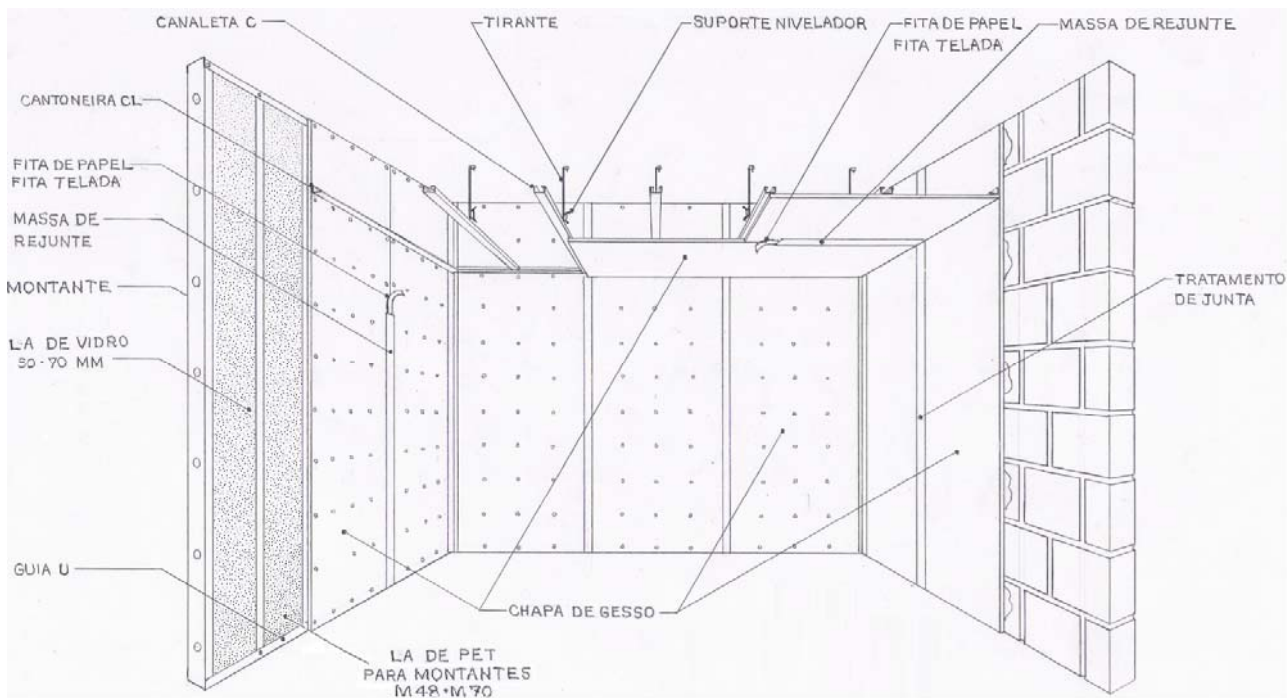 CANALETA C
TIRANTE
SUPORTE NIVELADOR
FITA DE PAPEL
FITA TELADA
MASSA DE REJUNTE
CANTONEIRA CL
FITA DE PAPEL
FITA TELADA
MASSA DE
REJUNTE
MONTANTE
LA DE VIDRO
50-70 MM
GUIA U
TRATAMENTO
DE JUNTA
CHAPA DE GESSO
LA DE PET
PARA MONTANTES
M48•M70